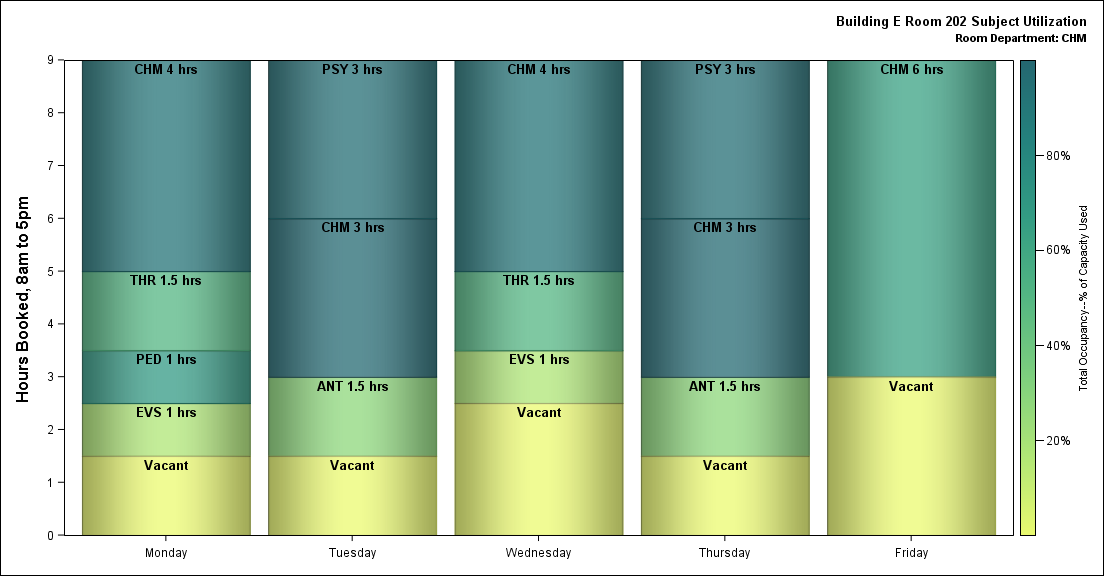 Building E Room 202 Subject Utilization
Room Department: CHM
Hours Booked, 8am to 5pm
9
8
7
6
5
4
3
2
1
0
CHM 4 hrs
THR 1.5 hrs
PED 1 hrs
EVS 1 hrs
Vacant
PSY 3 hrs
CHM 3 hrs
ANT 1.5 hrs
Vacant
CHM 4 hrs
THR 1.5 hrs
EVS 1 hrs
Vacant
PSY 3 hrs
CHM 3 hrs
ANT 1.5 hrs
Vacant
CHM 6 hrs
Vacant
Monday
Tuesday
Wednesday
Thursday
Friday
80%
60%
40%
20%
Total Occupancy--% of Capacity Used